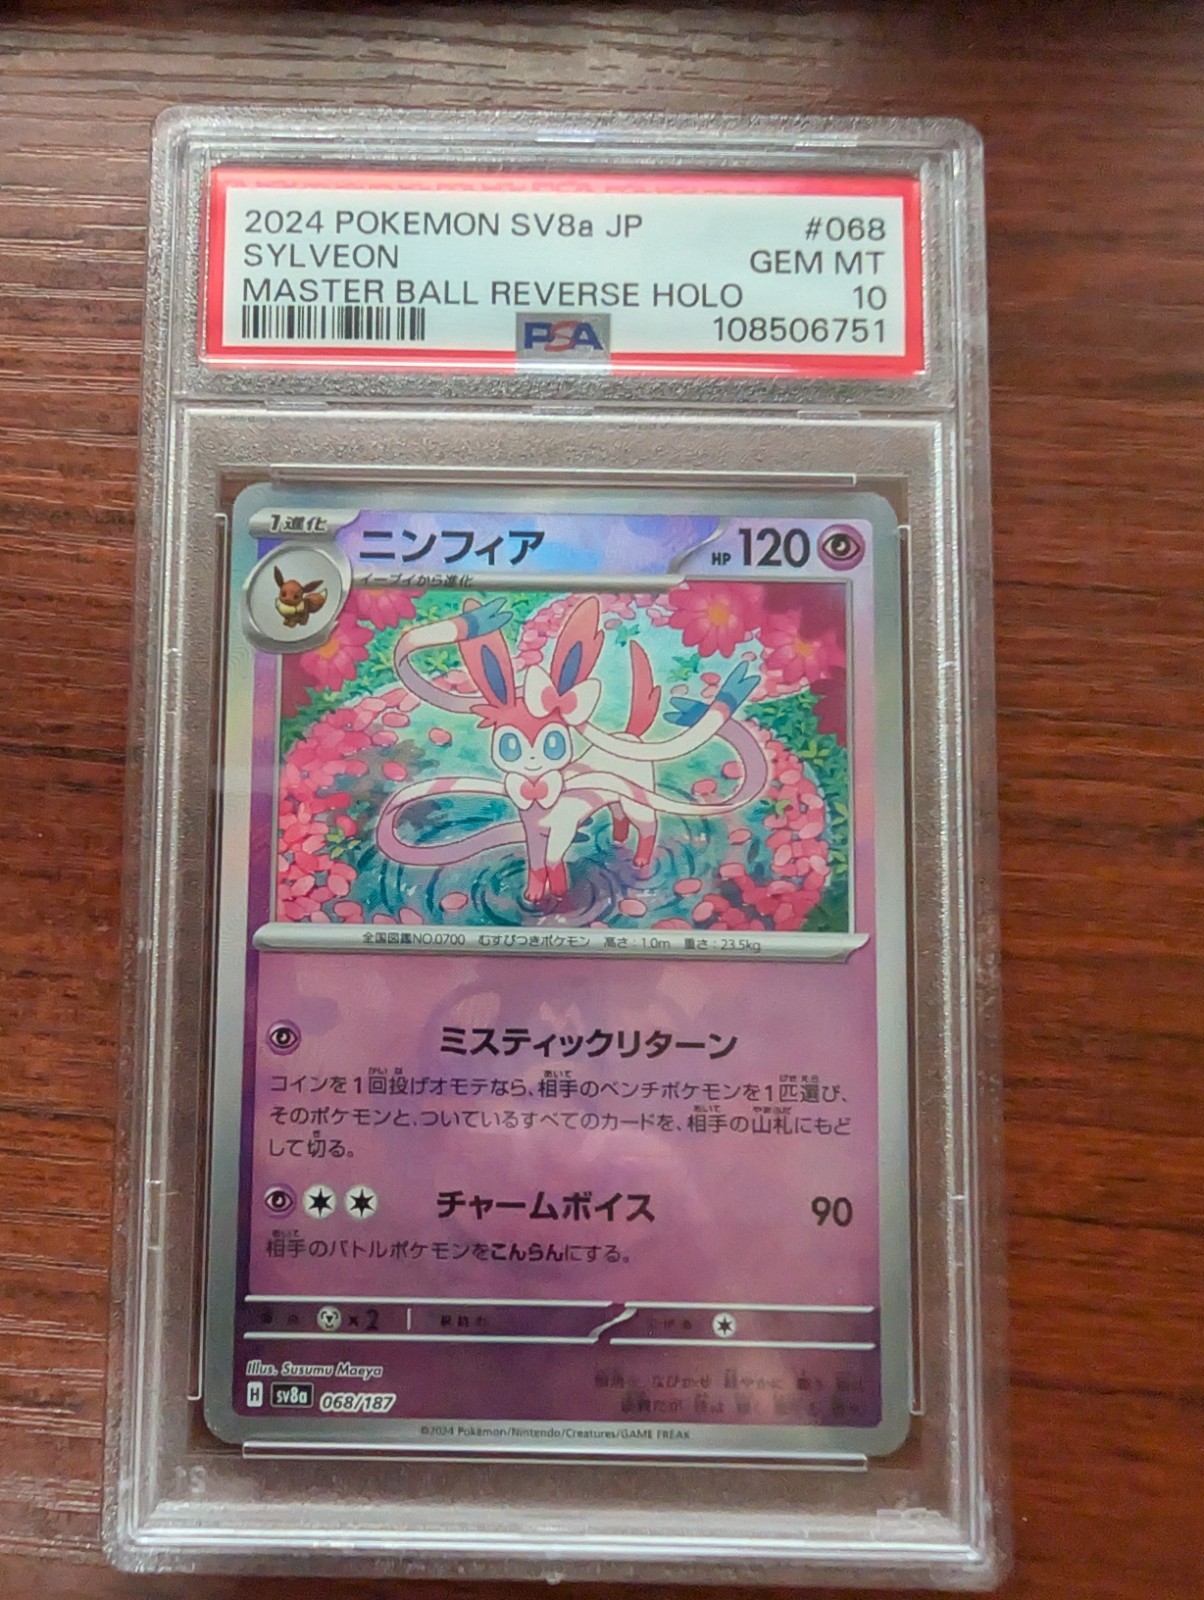 2024 POKEMON SV8a JP #068
SYLVEON GEM MT
MASTER BALL REVERSE HOLO 10
PSA 108506751
1進化 ニンフィア HP 120
イーブイから進化
全国図鑑NO.0700 むすびつきポケモン 高さ:1.0m 重さ:23.5kg
ミスティックリターン
コインを1回投げオモテなら、相手のベンチポケモンを1匹選び、
そのポケモンと、ついているすべてのカードを、相手の山札にもど
して切る。
チャームボイス 90
相手のバトルポケモンをこんらんにする。
×2
Illus. Susumu Maeya
H sv8a 068/187
©2024 Pokémon/Nintendo/Creatures/GAME FREAK